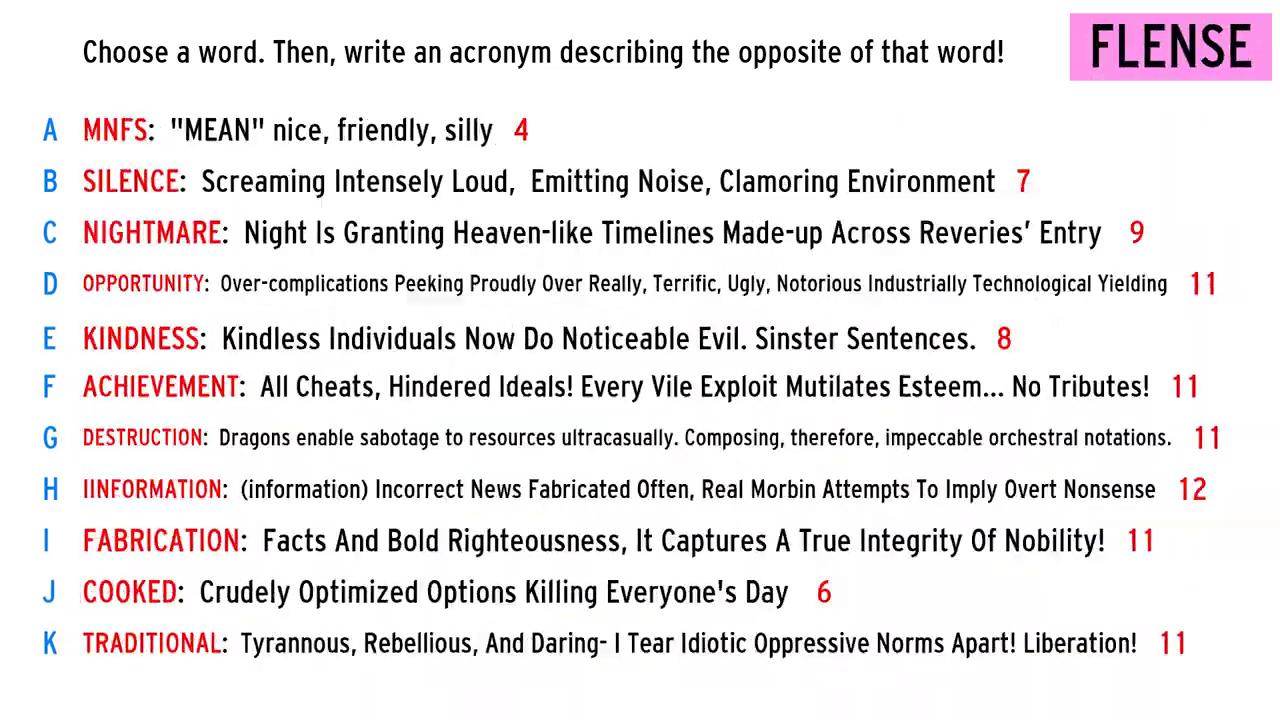 Choose a word. Then, write an acronym describing the opposite of that word!
FLENSE
A MNFS: "MEAN" nice, friendly, silly 4
B SILENCE: Screaming Intensely Loud, Emitting Noise, Clamoring Environment 7
C NIGHTMARE: Night Is Granting Heaven-like Timelines Made-up Across Reveries’ Entry 9
D OPPORTUNITY: Over-complications Peeking Proudly Over Really, Terrific, Ugly, Notorious Industrially Technological Yielding 11
E KINDNESS: Kindless Individuals Now Do Noticeable Evil. Sinster Sentences. 8
F ACHIEVEMENT: All Cheats, Hindered Ideals! Every Vile Exploit Mutilates Esteem... No Tributes! 11
G DESTRUCTION: Dragons enable sabotage to resources ultracasually. Composing, therefore, impeccable orchestral notations. 11
H IINFORMATION: (information) Incorrect News Fabricated Often, Real Morbin Attempts To Imply Overt Nonsense 12
I FABRICATION: Facts And Bold Righteousness, It Captures A True Integrity Of Nobility! 11
J COOKED: Crudely Optimized Options Killing Everyone's Day 6
K TRADITIONAL: Tyrannous, Rebellious, And Daring- I Tear Idiotic Oppressive Norms Apart! Liberation! 11